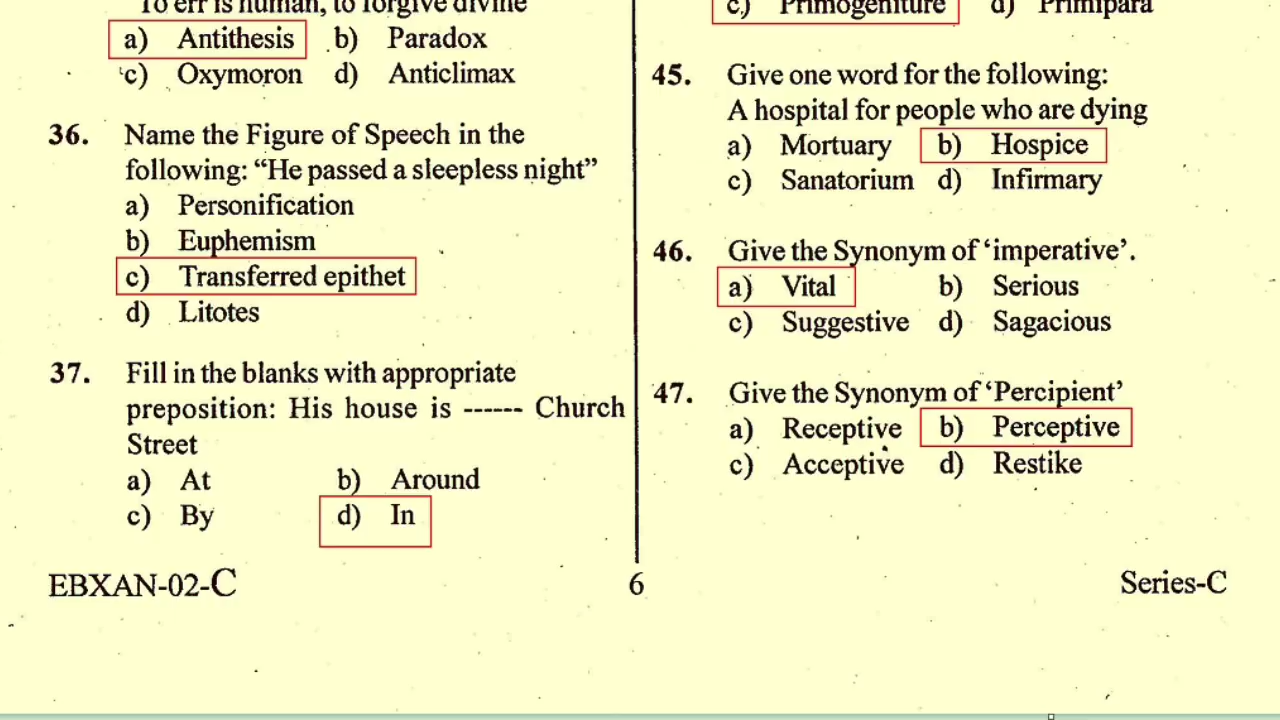 To err is human, to forgive divine
a) Antithesis b) Paradox
c) Oxymoron d) Anticlimax
36. Name the Figure of Speech in the
following: “He passed a sleepless night”
a) Personification
b) Euphemism
c) Transferred epithet
d) Litotes
37. Fill in the blanks with appropriate
preposition: His house is ------ Church
Street
a) At b) Around
c) By d) In
c) Primogeniture d) Primipara
45. Give one word for the following:
A hospital for people who are dying
a) Mortuary b) Hospice
c) Sanatorium d) Infirmary
46. Give the Synonym of ‘imperative’.
a) Vital b) Serious
c) Suggestive d) Sagacious
47. Give the Synonym of ‘Percipient’
a) Receptive b) Perceptive
c) Acceptive d) Restike
EBXAN-02-C 6 Series-C